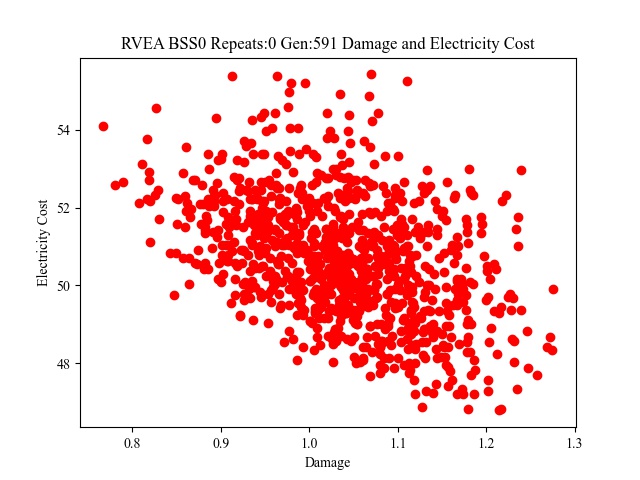 RVEA BSS0 Repeats:0 Gen:591 Damage and Electricity Cost
54
52
50
48
Electricity Cost
0.8 0.9 1.0 1.1 1.2 1.3
Damage